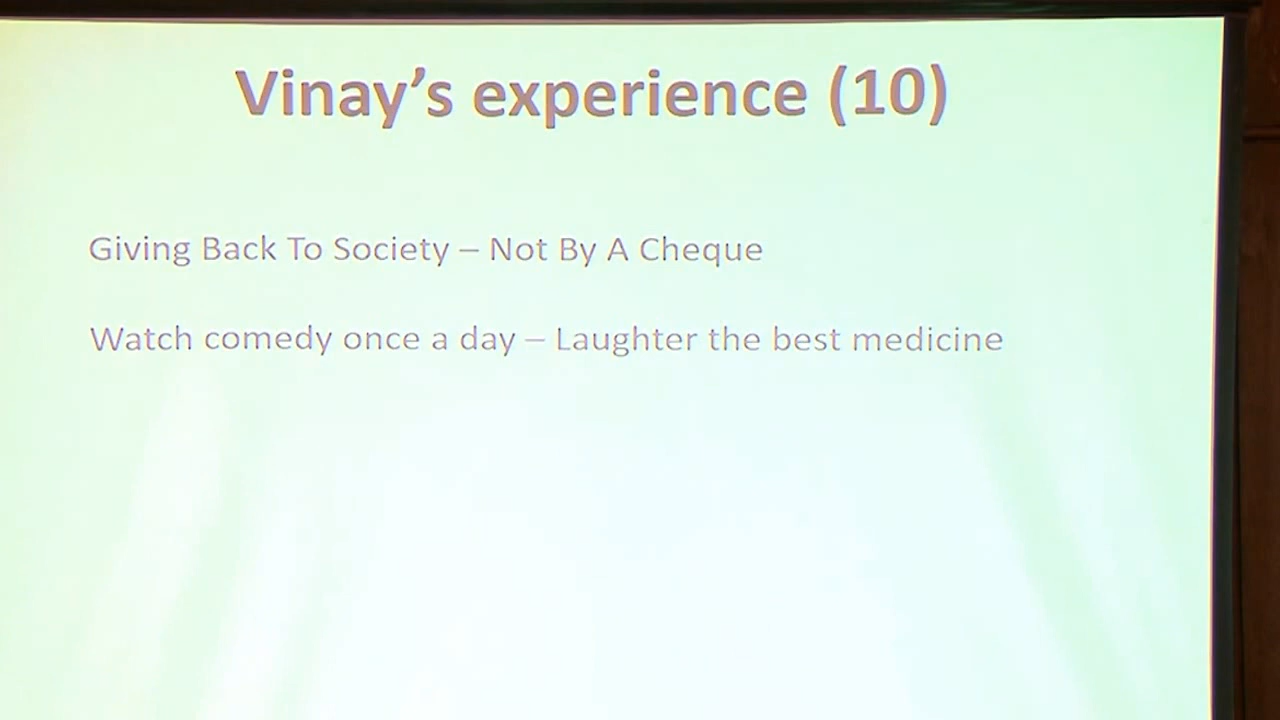 Vinay’s experience (10)
Giving Back To Society – Not By A Cheque
Watch comedy once a day – Laughter the best medicine